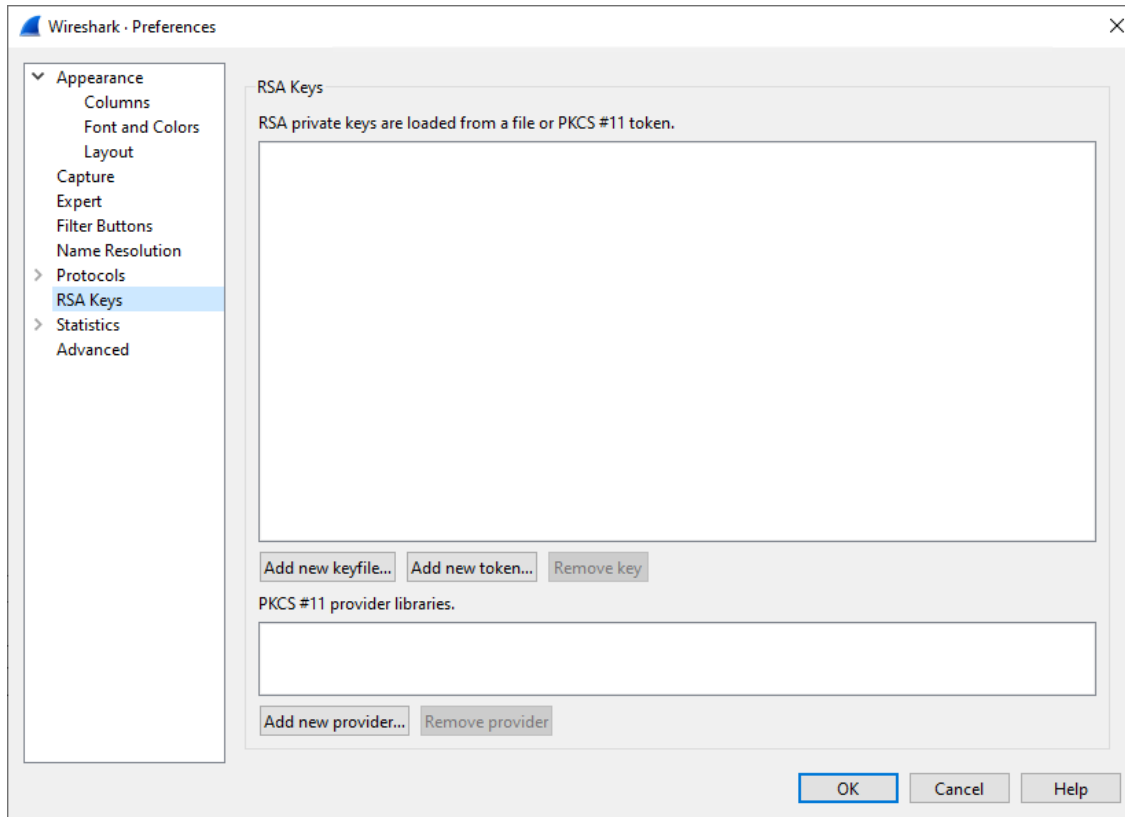 Wireshark · Preferences
Appearance
Columns
Font and Colors
Layout
Capture
Expert
Filter Buttons
Name Resolution
Protocols
RSA Keys
Statistics
Advanced
RSA Keys
RSA private keys are loaded from a file or PKCS #11 token.
Add new keyfile... Add new token... Remove key
PKCS #11 provider libraries.
Add new provider... Remove provider
OK Cancel Help